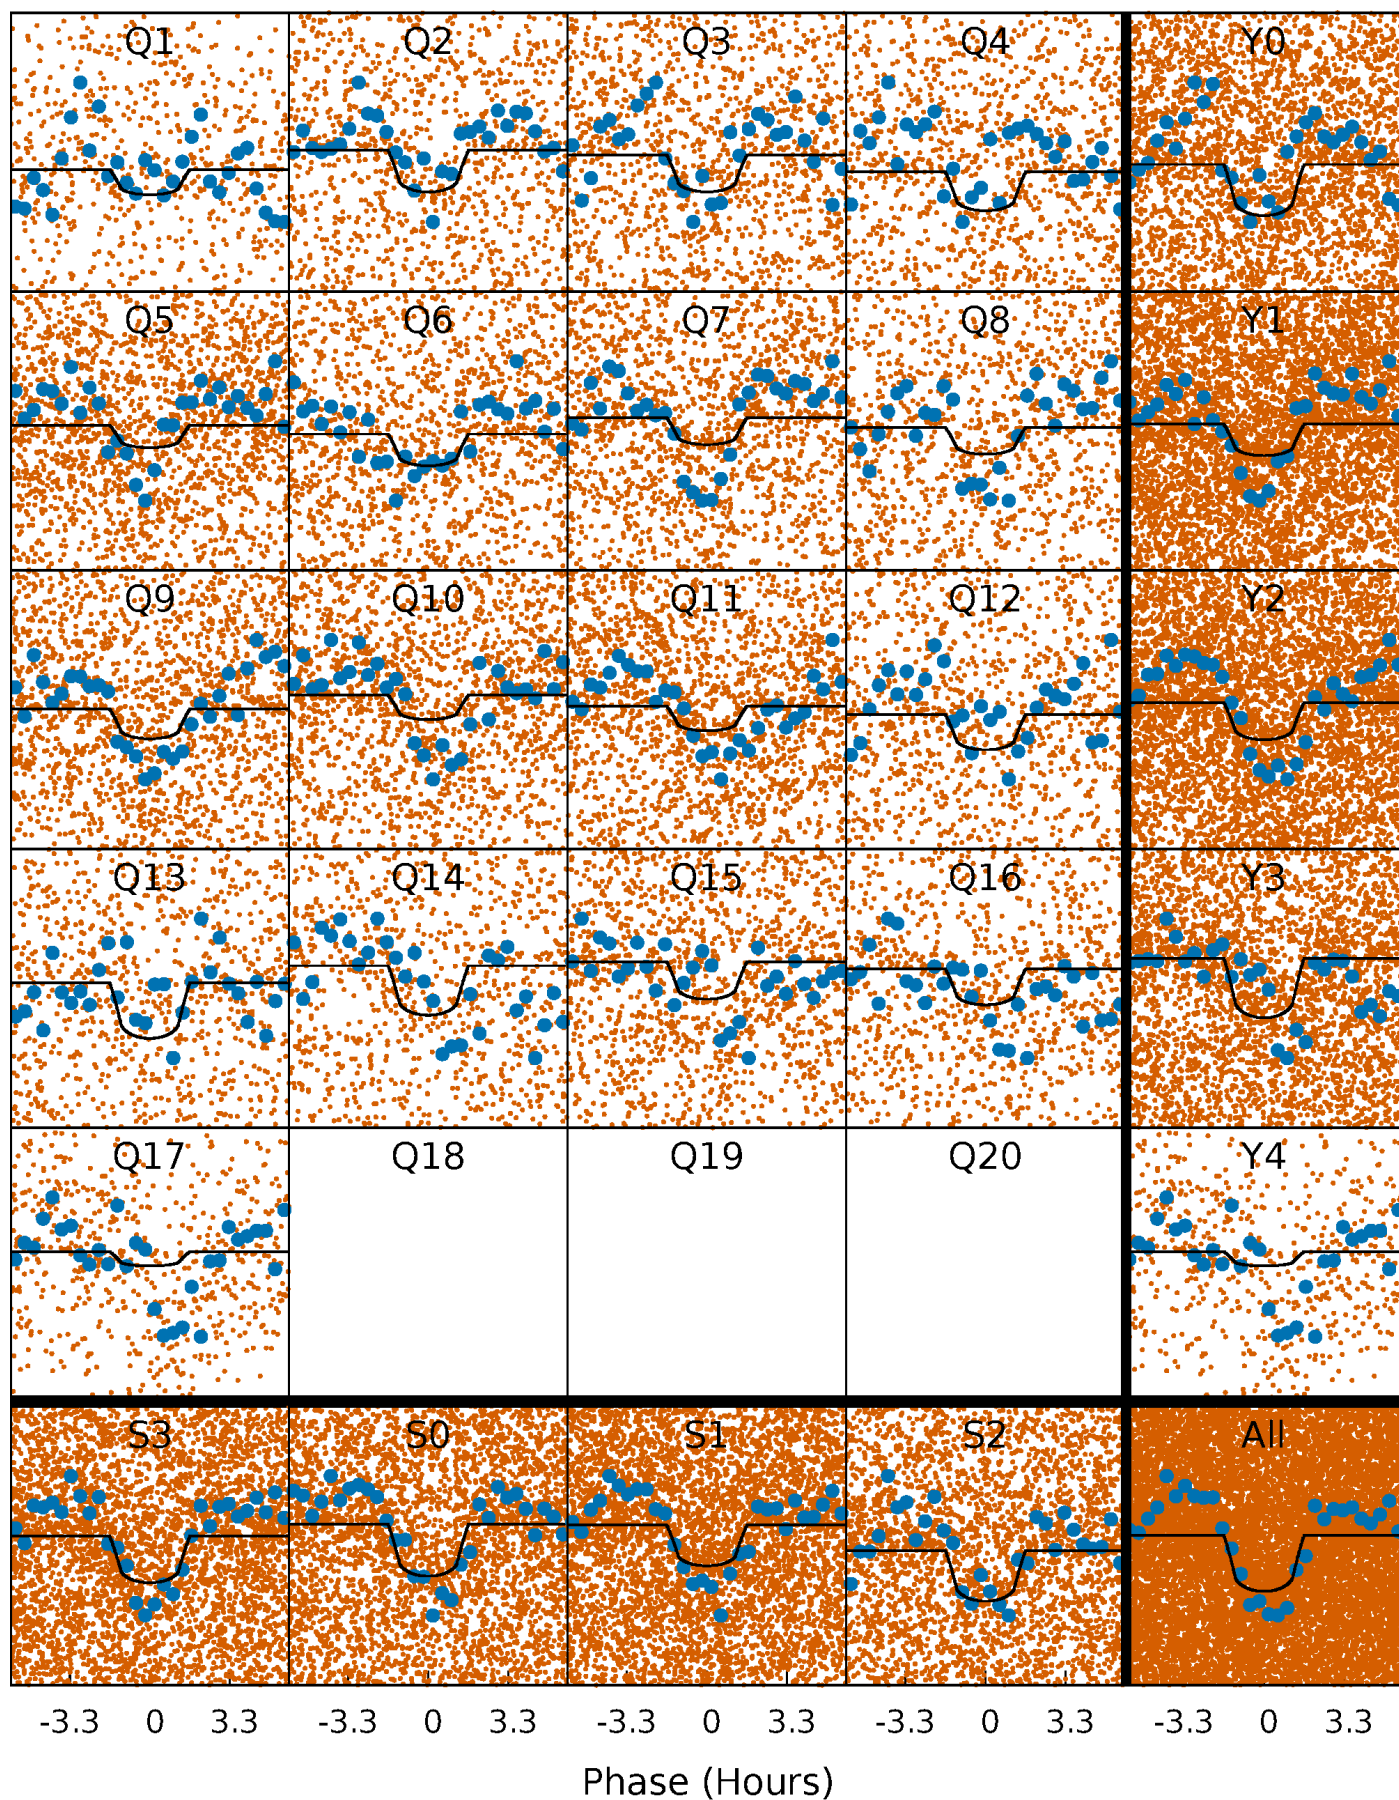 Q1 Q2 Q3 Q4 Y0
Q5 Q6 Q7 Q8 Y1
Q9 Q10 Q11 Q12 Y2
Q13 Q14 Q15 Q16 Y3
Q17 Q18 Q19 Q20 Y4
S3 S0 S1 S2 All
-3.3 0 3.3 -3.3 0 3.3 -3.3 0 3.3 -3.3 0 3.3 -3.3 0 3.3
Phase (Hours)